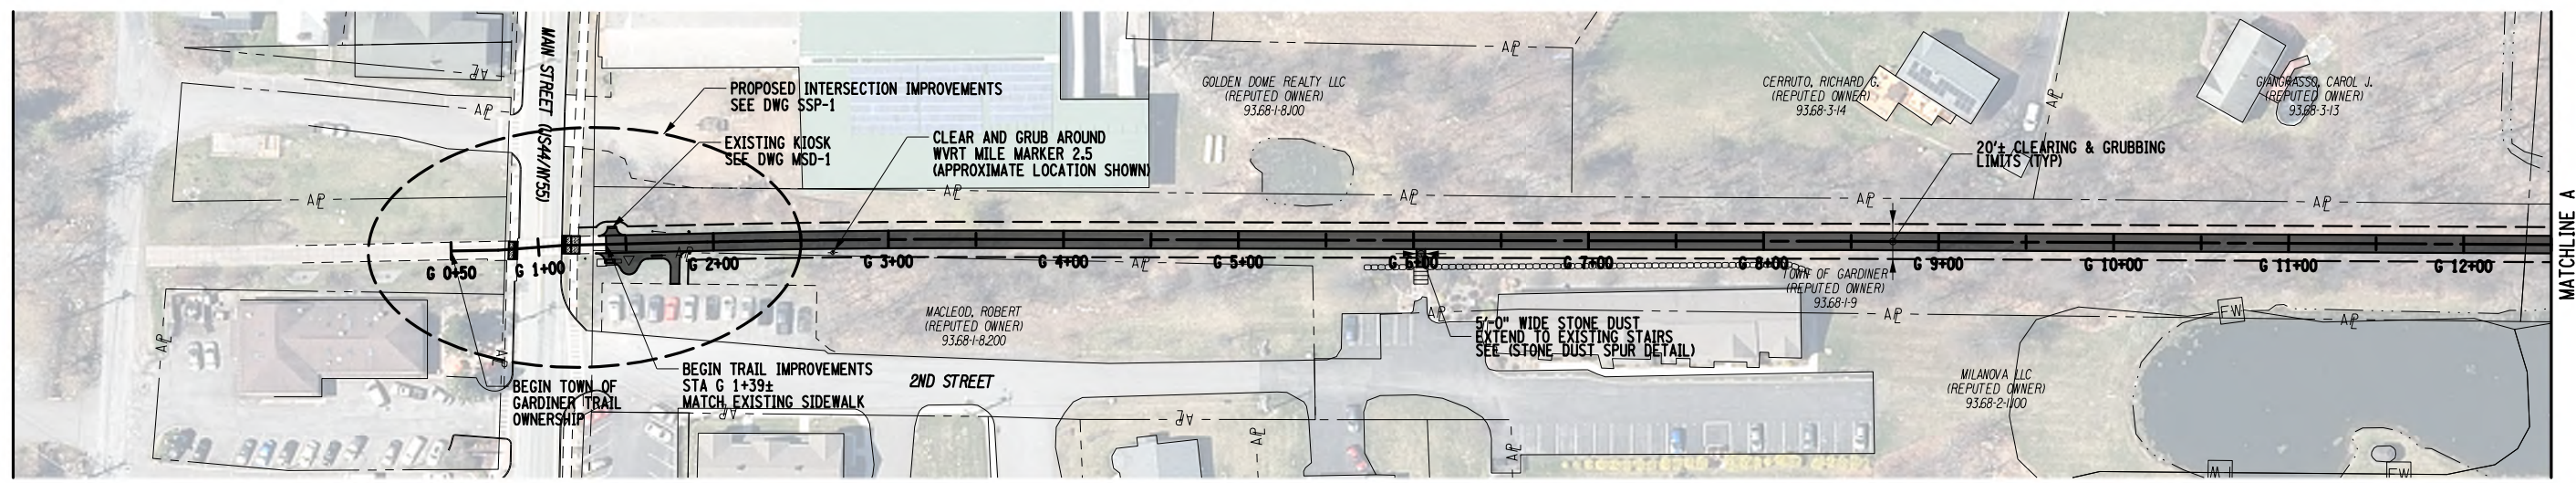 MAIN STREET (US44/NY55)
PROPOSED INTERSECTION IMPROVEMENTS
SEE DWG SSP-1
EXISTING KIOSK
SEE DWG MSD-1
CLEAR AND GRUB AROUND
WVRT MILE MARKER 2.5
(APPROXIMATE LOCATION SHOWN)
GOLDEN DOME REALTY LLC
(REPUTED OWNER)
93.68-1-8.100
CERRUTO, RICHARD G.
(REPUTED OWNER)
93.68-3-14
GIANGRASSO, CAROL J.
(REPUTED OWNER)
93.68-3-13
20'± CLEARING & GRUBBING
LIMITS (TYP)
MATCHLINE A
G 0+50
G 1+00
G 2+00
G 3+00
G 4+00
G 5+00
G 6+00
G 7+00
G 8+00
G 9+00
G 10+00
G 11+00
G 12+00
TOWN OF GARDINER
(REPUTED OWNER)
93.68-1-9
MACLEOD, ROBERT
(REPUTED OWNER)
93.68-1-8.200
5'-0" WIDE STONE DUST
EXTEND TO EXISTING STAIRS
SEE (STONE DUST SPUR DETAIL)
BEGIN TRAIL IMPROVEMENTS
STA G 1+39±
MATCH EXISTING SIDEWALK
BEGIN TOWN OF
GARDINER TRAIL
OWNERSHIP
2ND STREET
MILANOVA LLC
(REPUTED OWNER)
93.68-2-1.100
FW
FW